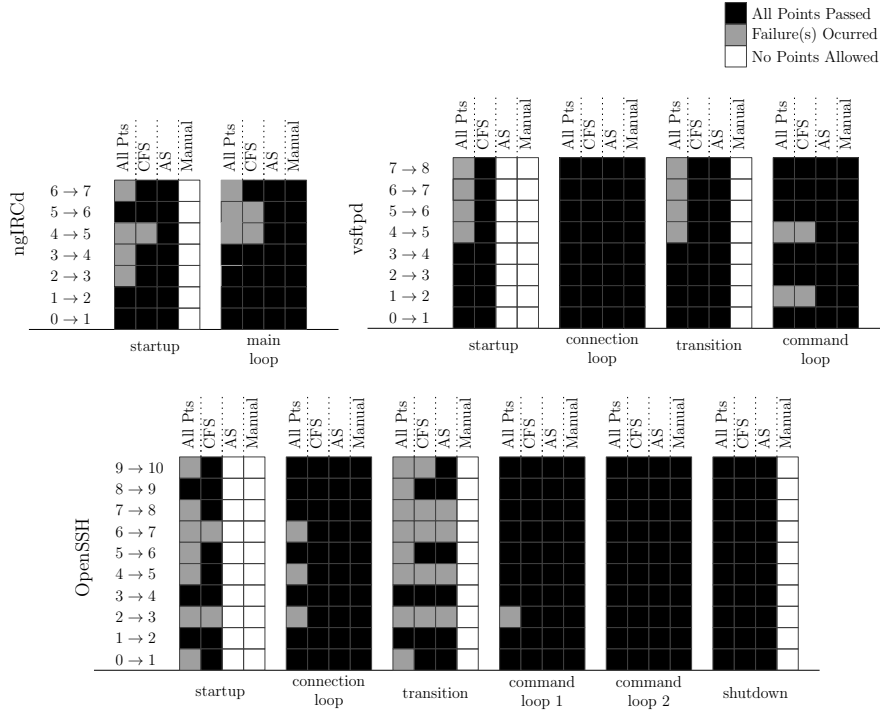 All Points Passed
Failure(s) Ocurred
No Points Allowed
All Pts CFS AS Manual All Pts CFS AS Manual
ngIRCd
6 → 7
5 → 6
4 → 5
3 → 4
2 → 3
1 → 2
0 → 1
startup
main
loop
All Pts CFS AS Manual All Pts CFS AS Manual All Pts CFS AS Manual All Pts CFS AS Manual
vsftpd
7 → 8
6 → 7
5 → 6
4 → 5
3 → 4
2 → 3
1 → 2
0 → 1
startup
connection
loop
transition
command
loop
All Pts CFS AS Manual All Pts CFS AS Manual All Pts CFS AS Manual All Pts CFS AS Manual All Pts CFS AS Manual All Pts CFS AS Manual
OpenSSH
9 → 10
8 → 9
7 → 8
6 → 7
5 → 6
4 → 5
3 → 4
2 → 3
1 → 2
0 → 1
startup
connection
loop
transition
command
loop 1
command
loop 2
shutdown